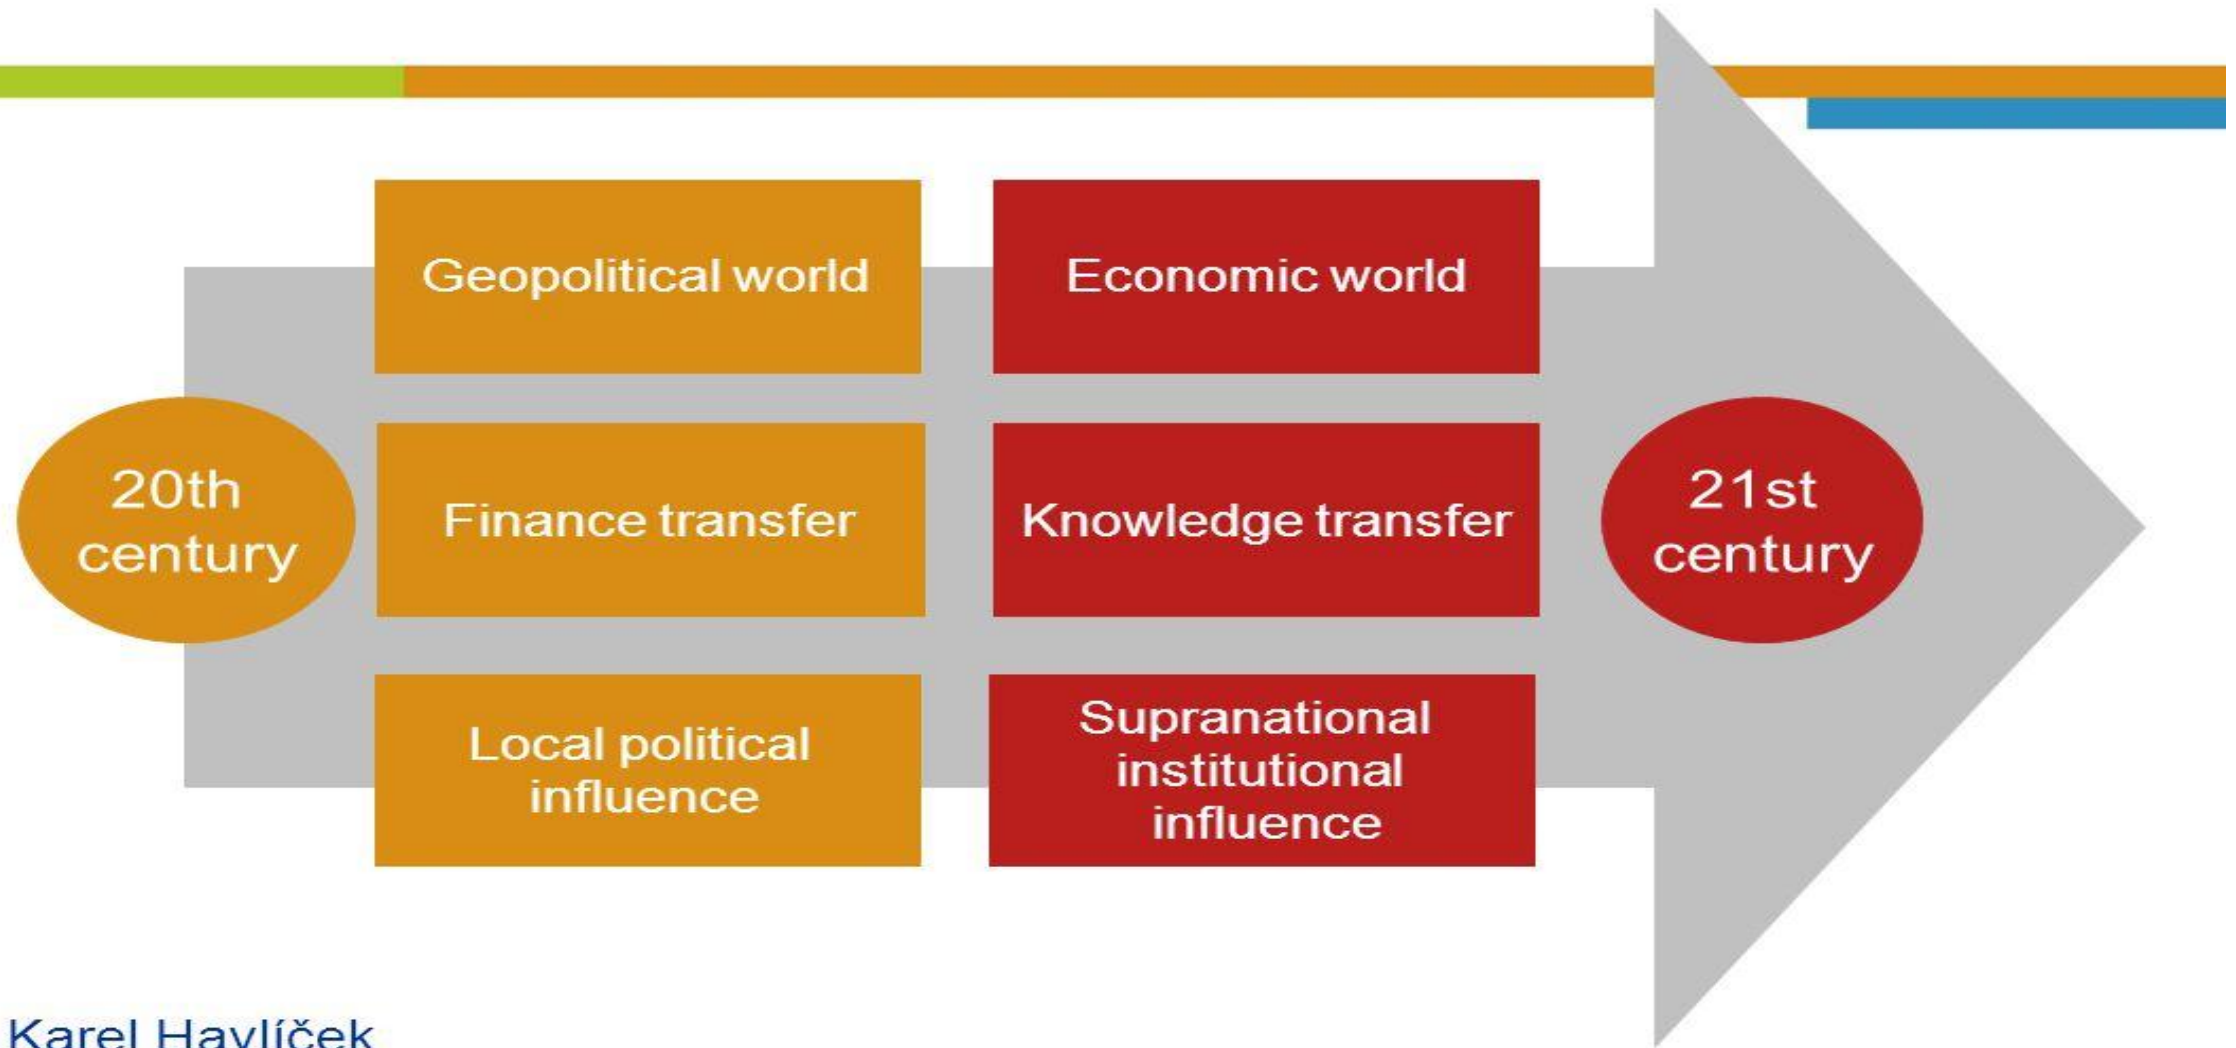 Geopolitical world
Economic world
20th
century
Finance transfer
Knowledge transfer
21st
century
Local political
influence
Supranational
institutional
influence
Karel Havlíček